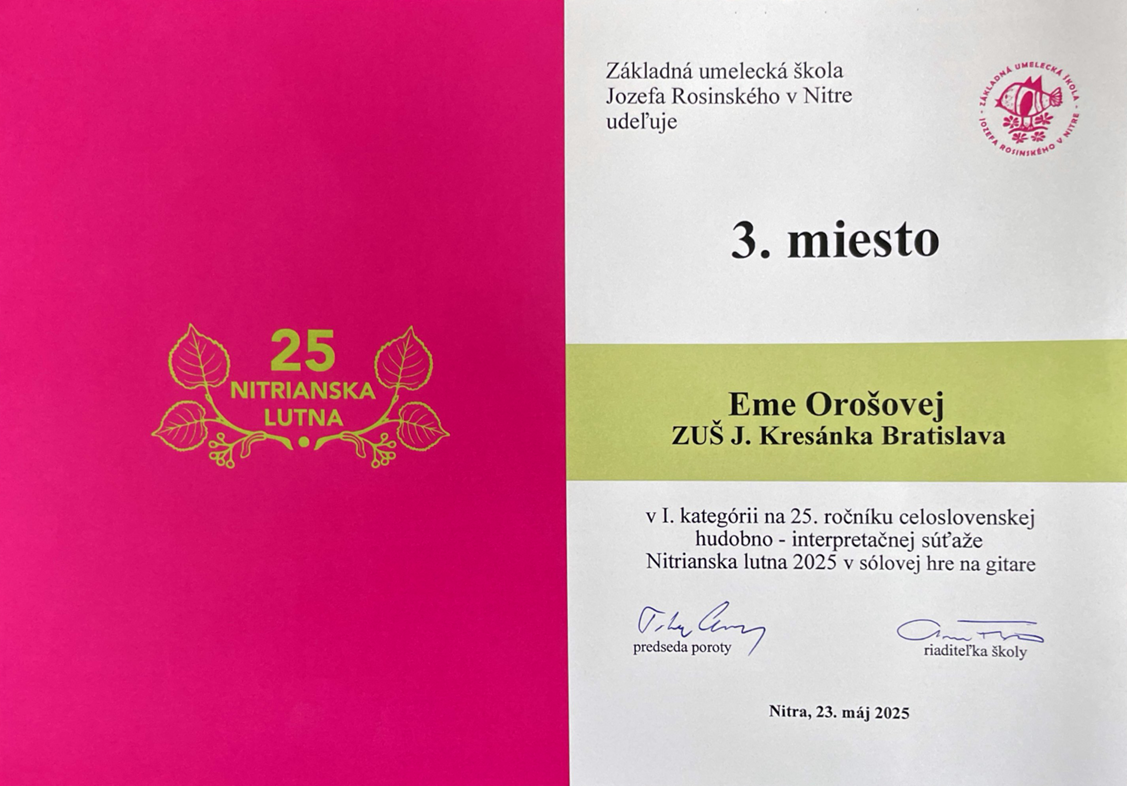 25
NITRIANSKA
LUTNA
Základná umelecká škola
Jozefa Rosinského v Nitre
udeľuje
ZÁKLADNÁ UMELECKÁ ŠKOLA
JOZEFA ROSINSKÉHO V NITRE
3. miesto
Eme Orošovej
ZUŠ J. Kresánka Bratislava
v I. kategórii na 25. ročníku celoslovenskej
hudobno - interpretačnej súťaže
Nitrianska lutna 2025 v sólovej hre na gitare
predseda poroty
riaditeľka školy
Nitra, 23. máj 2025